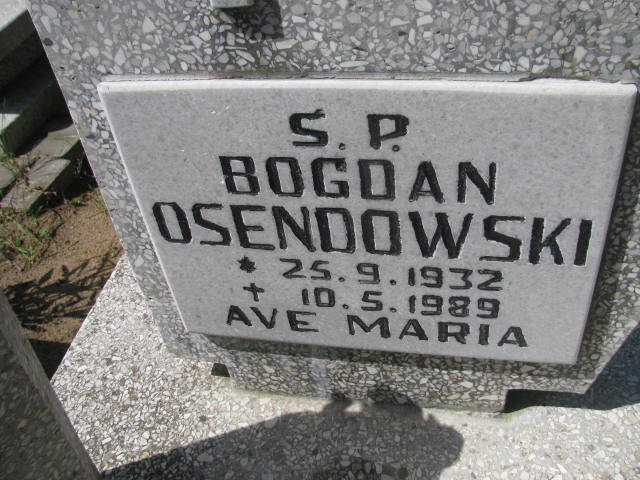 S. P.
BOGDAN
OSENDOWSKI
* 25.9.1932
+ 10.5.1989
AVE MARIA